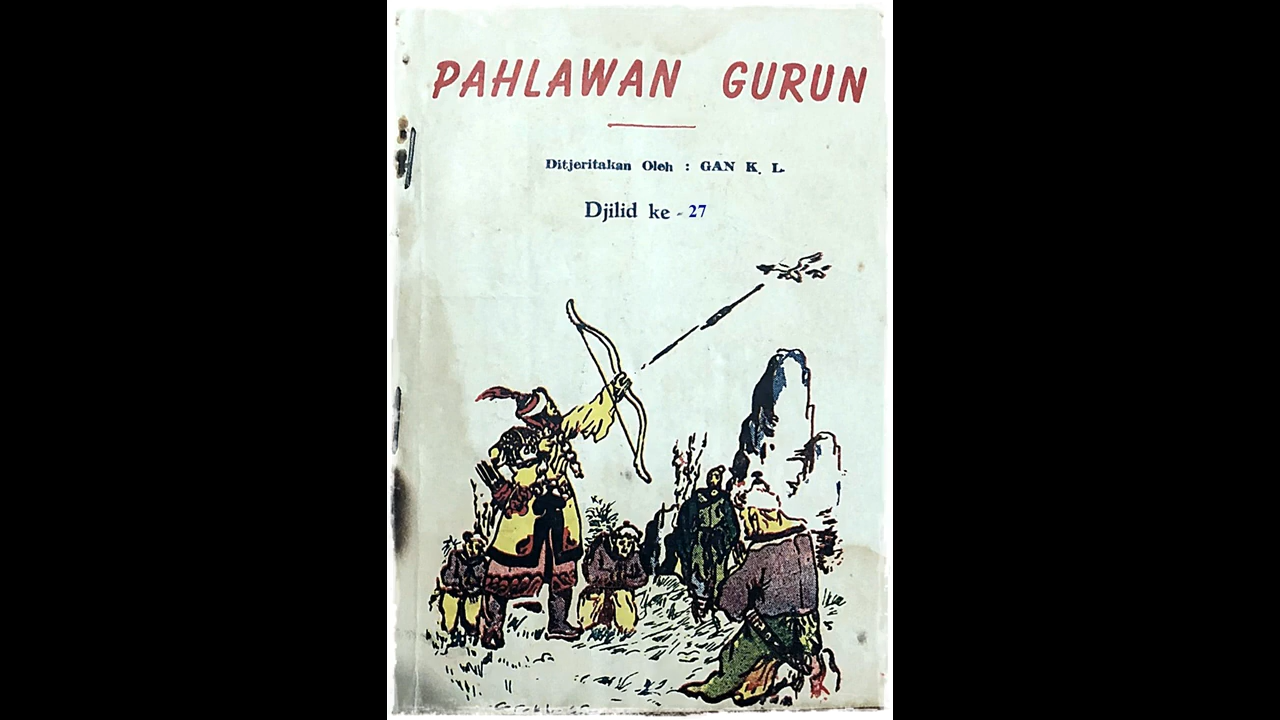 PAHLAWAN GURUN
Ditjeritakan Oleh : GAN K. L.
Djilid ke - 27